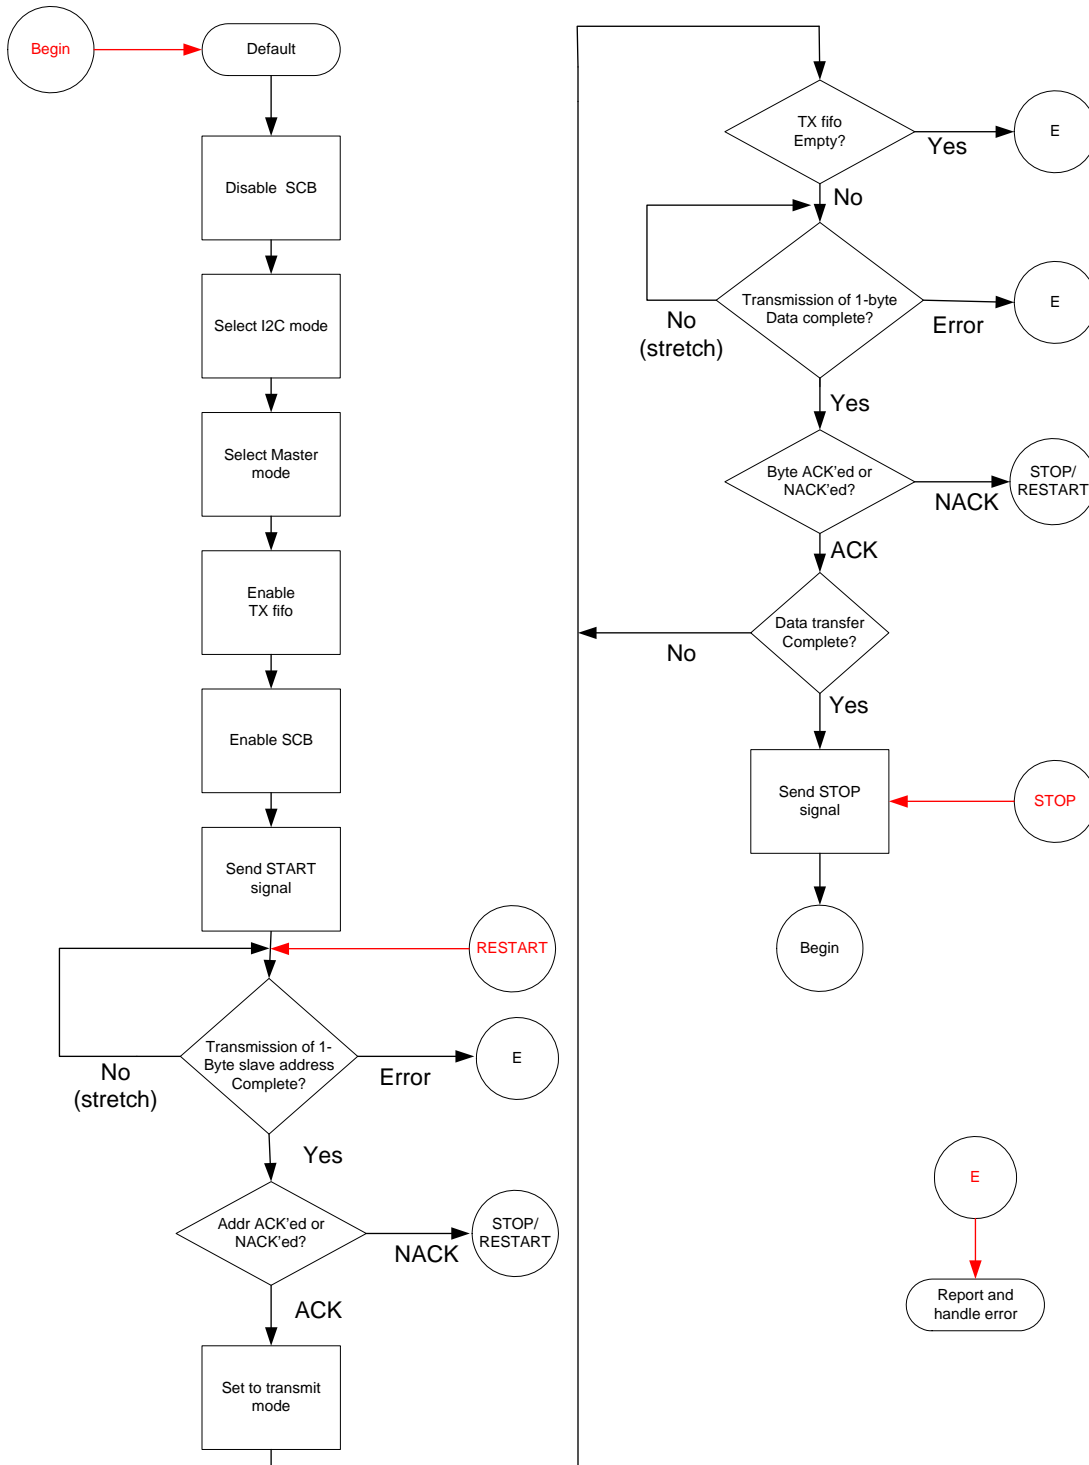 Begin
Default
Disable SCB
Select I2C mode
Select Master
mode
Enable
TX fifo
Enable SCB
Send START
signal
RESTART
Transmission of 1-
Byte slave address
Complete?
No
(stretch)
Error
E
Yes
Addr ACK'ed or
NACK'ed?
NACK
STOP/
RESTART
ACK
Set to transmit
mode
TX fifo
Empty?
Yes
E
No
Transmission of 1-byte
Data complete?
No
(stretch)
Error
E
Yes
Byte ACK'ed or
NACK'ed?
NACK
STOP/
RESTART
ACK
Data transfer
Complete?
No
Yes
Send STOP
signal
STOP
Begin
E
Report and
handle error